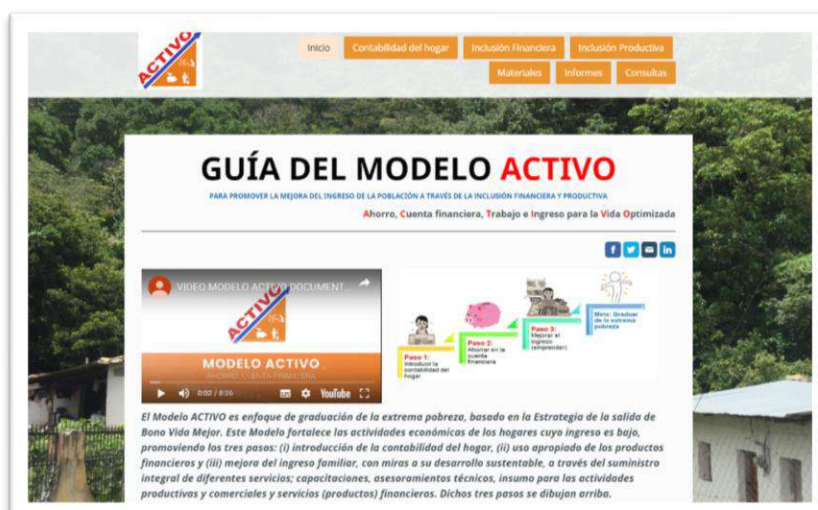 ACTIVO
Inicio
Contabilidad del hogar
Inclusión Financiera
Inclusión Productiva
Materiales
Informes
Consultas
GUÍA DEL MODELO ACTIVO
PARA PROMOVER LA MEJORA DEL INGRESO DE LA POBLACIÓN A TRAVÉS DE LA INCLUSIÓN FINANCIERA Y PRODUCTIVA
Ahorro, Cuenta financiera, Trabajo e Ingreso para la Vida Optimizada
VIDEO MODELO ACTIVO DOCUMENT...
ACTIVO
MODELO ACTIVO
AHORRO, CUENTA FINANCIERA,
0:02 / 8:36
YouTube
Paso 1:
Introducir la
contabilidad del
hogar
Paso 2:
Ahorrar en la
cuenta
financiera
Paso 3:
Mejorar el
ingreso
(emprender)
Meta: Graduar
de la extrema
pobreza
El Modelo ACTIVO es enfoque de graduación de la extrema pobreza, basado en la Estrategia de la salida de
Bono Vida Mejor. Este Modelo fortalece las actividades económicas de los hogares cuyo ingreso es bajo,
promoviendo los tres pasos: (i) introducción de la contabilidad del hogar, (ii) uso apropiado de los productos
financieros y (iii) mejora del ingreso familiar, con miras a su desarrollo sustentable, a través del suministro
integral de diferentes servicios; capacitaciones, asesoramientos técnicos, insumo para las actividades
productivas y comerciales y servicios (productos) financieros. Dichos tres pasos se dibujan arriba.